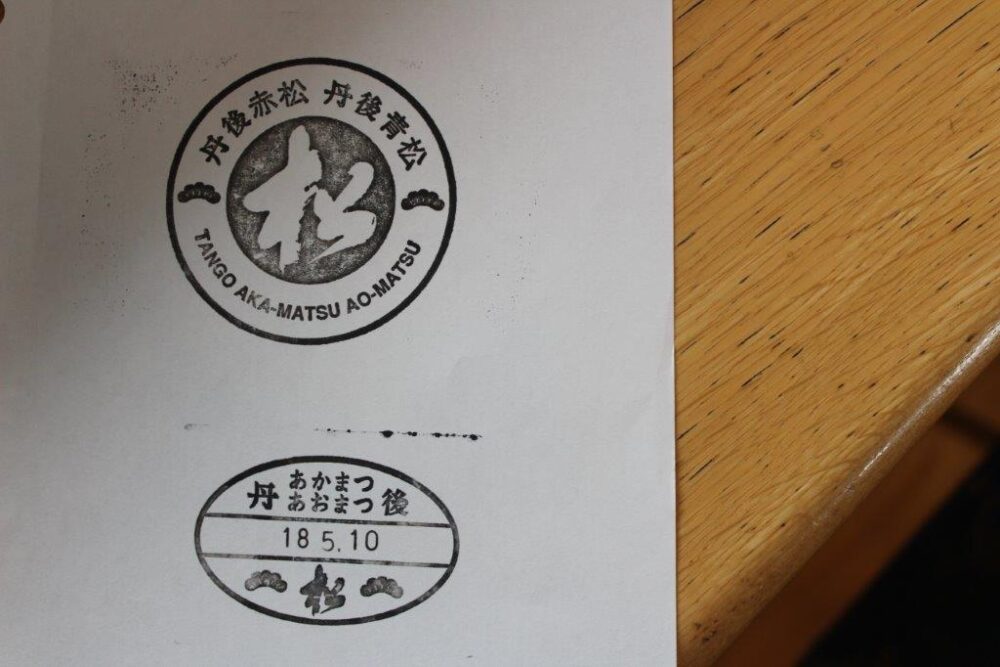 丹後赤松 丹後青松
松
TANGO AKA-MATSU AO-MATSU
丹 あかまつ あおまつ 後
18 5.10
松